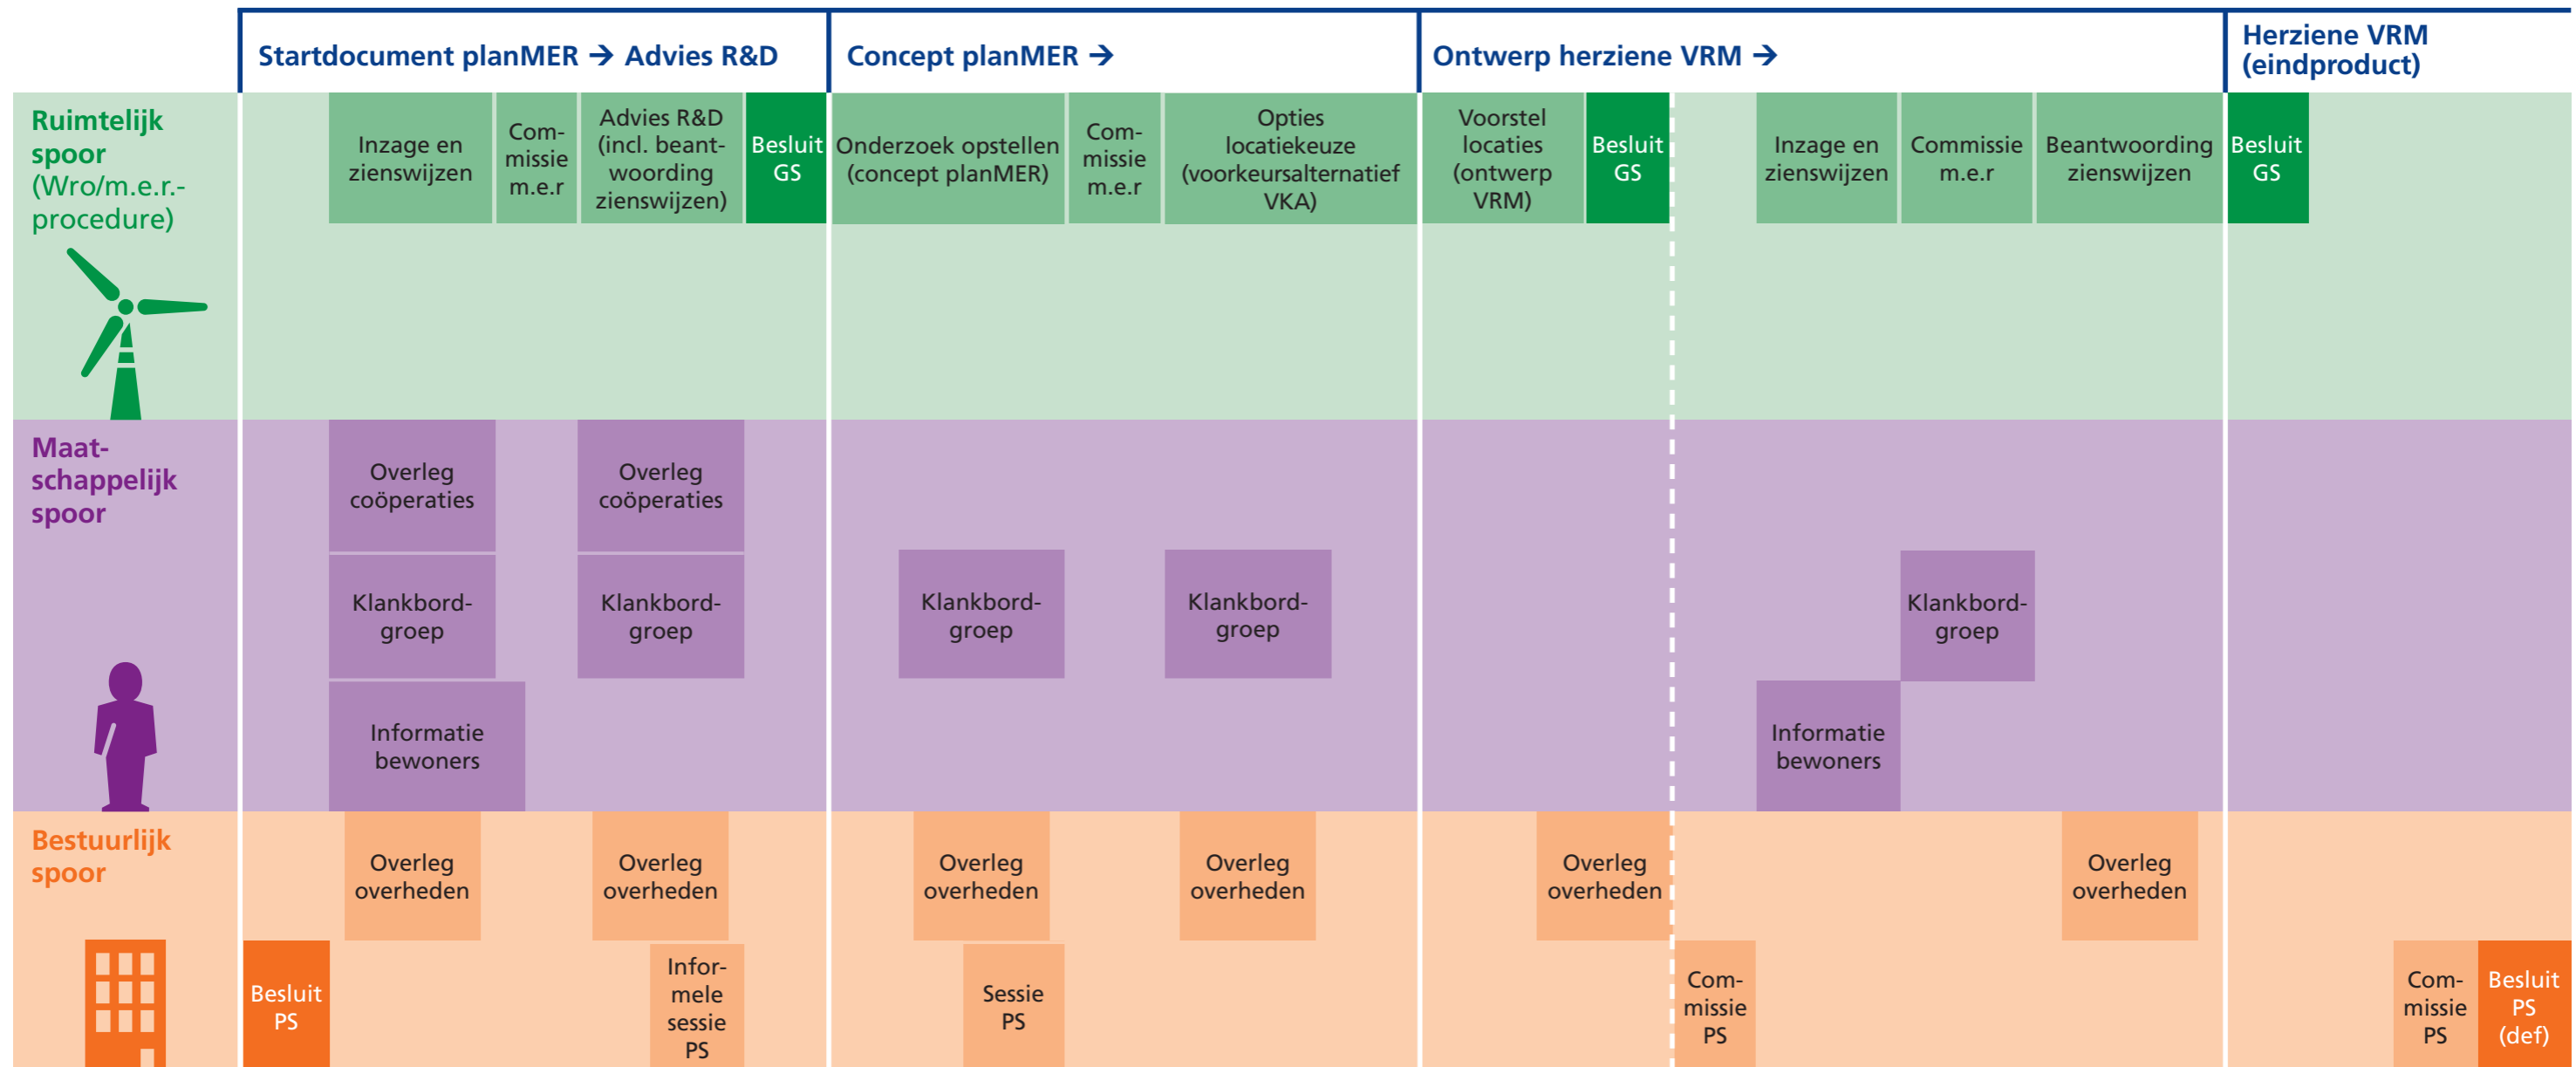 Startdocument planMER → Advies R&D
Concept planMER →
Ontwerp herziene VRM →
Herziene VRM
(eindproduct)
Ruimtelijk
spoor
(Wro/m.e.r.-
procedure)
Inzage en
zienswijzen
Com-
missie
m.e.r
Advies R&D
(incl. beant-
woording
zienswijzen)
Besluit
GS
Onderzoek opstellen
(concept planMER)
Com-
missie
m.e.r
Opties
locatiekeuze
(voorkeursalternatief
VKA)
Voorstel
locaties
(ontwerp
VRM)
Besluit
GS
Inzage en
zienswijzen
Commissie
m.e.r
Beantwoording
zienswijzen
Besluit
GS
Maat-
schappelijk
spoor
Overleg
coöperaties
Overleg
coöperaties
Klankbord-
groep
Klankbord-
groep
Klankbord-
groep
Klankbord-
groep
Klankbord-
groep
Informatie
bewoners
Informatie
bewoners
Bestuurlijk
spoor
Overleg
overheden
Overleg
overheden
Overleg
overheden
Overleg
overheden
Overleg
overheden
Overleg
overheden
Besluit
PS
Infor-
mele
sessie
PS
Sessie
PS
Com-
missie
PS
Com-
missie
PS
Besluit
PS
(def)